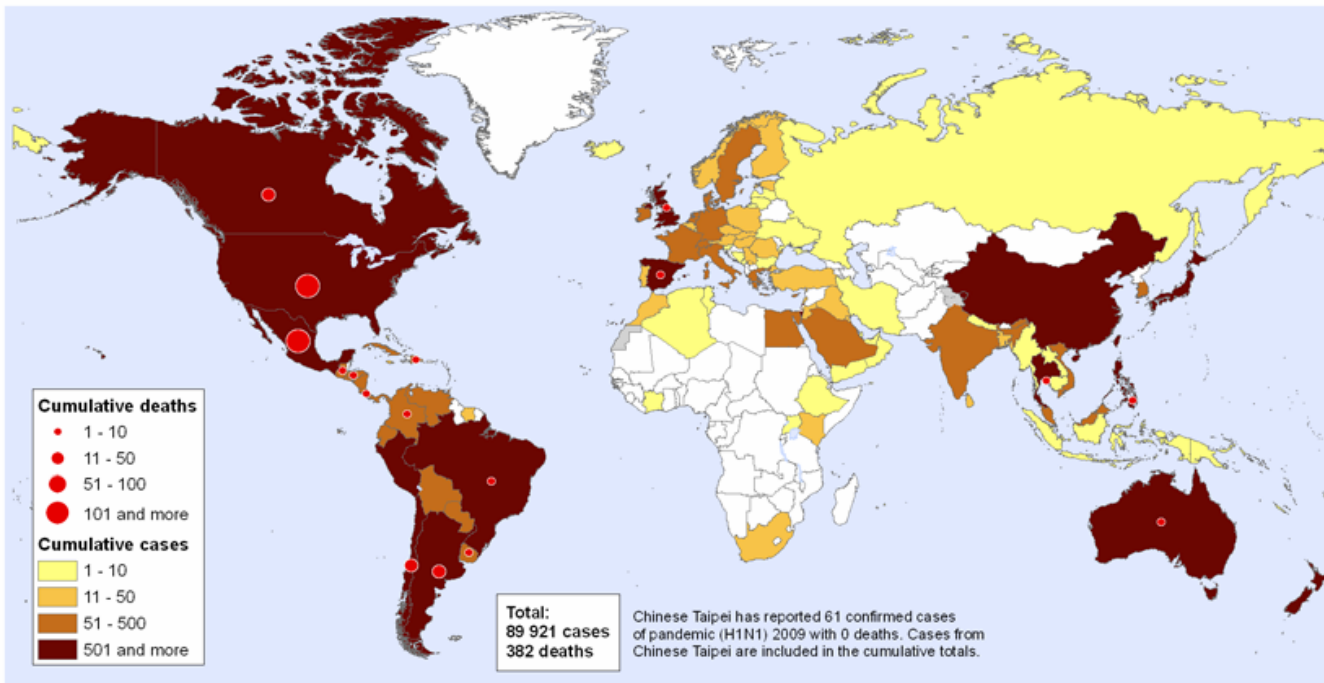 Cumulative deaths
1 - 10
11 - 50
51 - 100
101 and more
Cumulative cases
1 - 10
11 - 50
51 - 500
501 and more
Total:
89 921 cases
382 deaths
Chinese Taipei has reported 61 confirmed cases
of pandemic (H1N1) 2009 with 0 deaths. Cases from
Chinese Taipei are included in the cumulative totals.